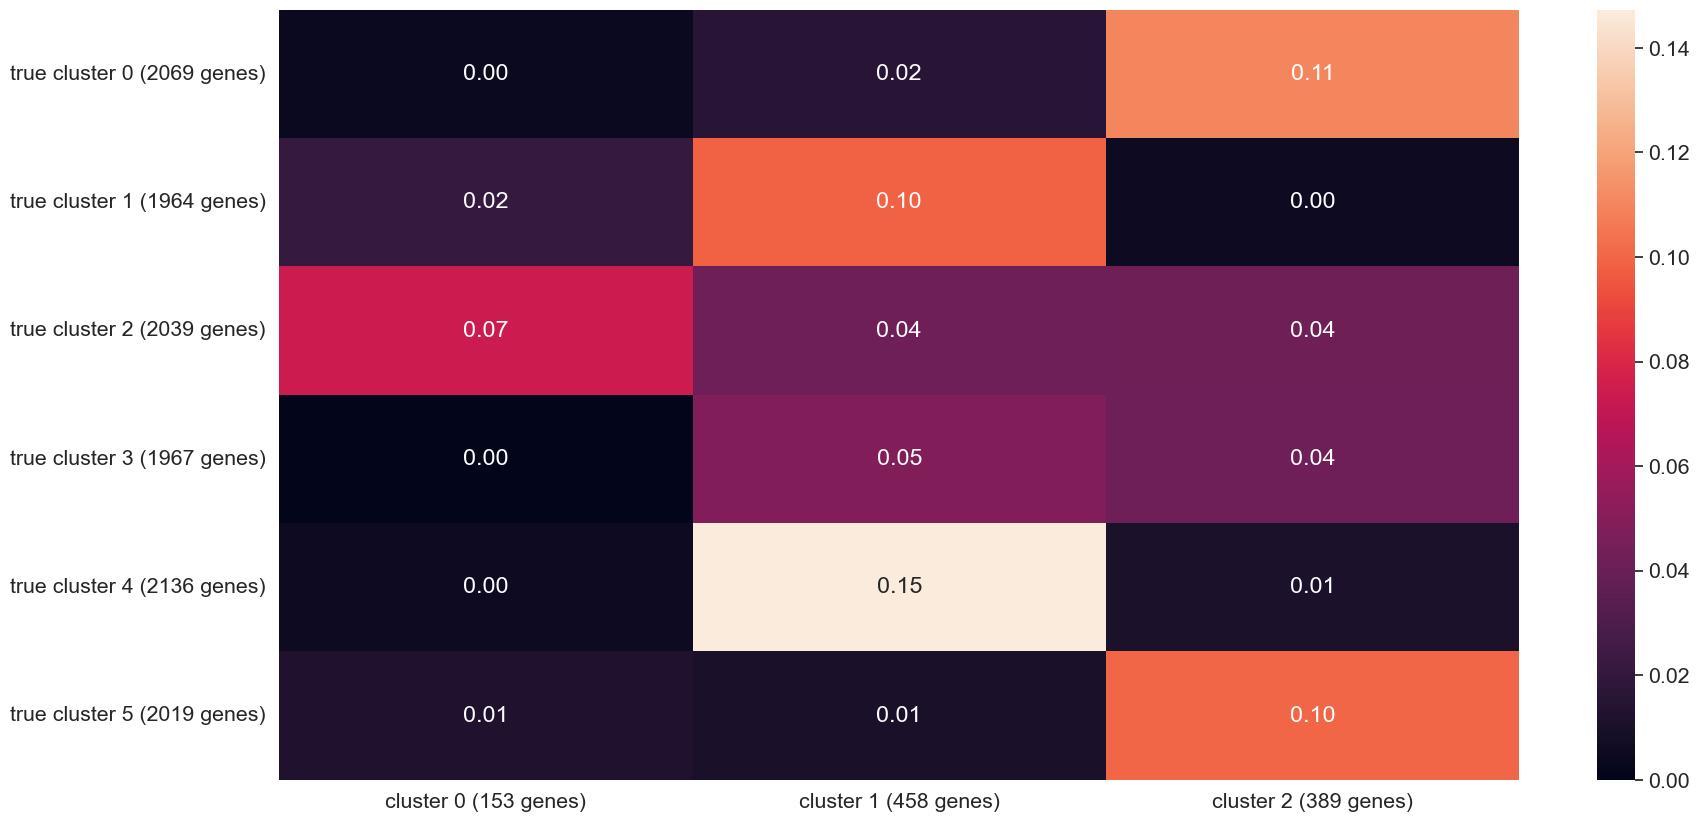 true cluster 0 (2069 genes) 0.00 0.02 0.11
true cluster 1 (1964 genes) 0.02 0.10 0.00
true cluster 2 (2039 genes) 0.07 0.04 0.04
true cluster 3 (1967 genes) 0.00 0.05 0.04
true cluster 4 (2136 genes) 0.00 0.15 0.01
true cluster 5 (2019 genes) 0.01 0.01 0.10
cluster 0 (153 genes) cluster 1 (458 genes) cluster 2 (389 genes)
0.14
0.12
0.10
0.08
0.06
0.04
0.02
0.00